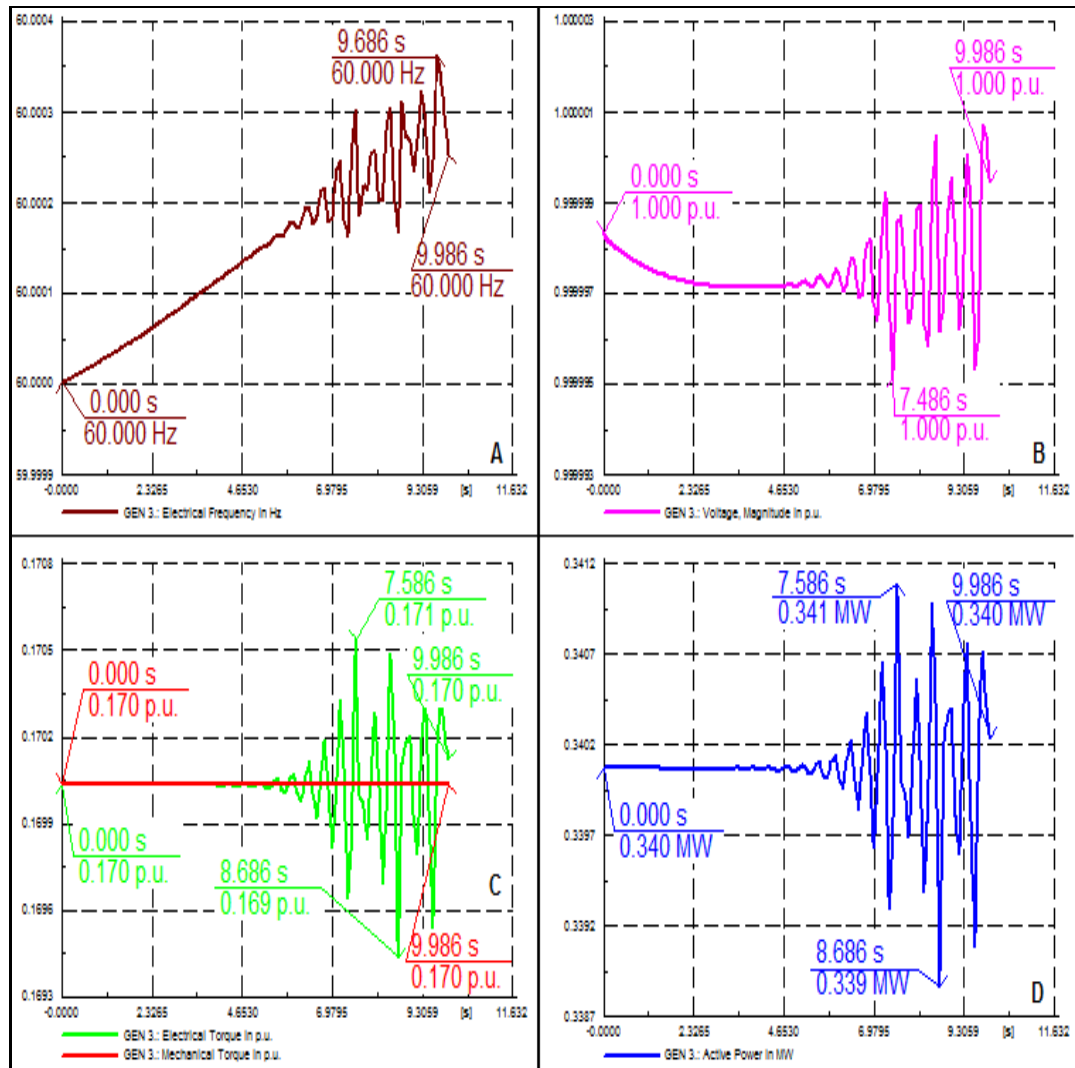 60.0004
60.0003
60.0002
60.0001
60.0000
59.9999
9.686 s
60.000 Hz
9.986 s
60.000 Hz
0.000 s
60.000 Hz
A
-0.0000 2.3265 4.6530 6.9795 9.3059 [s] 11.632
GEN 3.: Electrical Frequency in Hz
1.000003
1.000001
0.999999
0.999997
0.999995
0.999993
9.986 s
1.000 p.u.
0.000 s
1.000 p.u.
7.486 s
1.000 p.u.
B
-0.0000 2.3265 4.6530 6.9795 9.3059 [s] 11.632
GEN 3.: Voltage, Magnitude in p.u.
0.1708
0.1705
0.1702
0.1699
0.1696
0.1693
7.586 s
0.171 p.u.
9.986 s
0.170 p.u.
0.000 s
0.170 p.u.
0.000 s
0.170 p.u.
8.686 s
0.169 p.u.
9.986 s
0.170 p.u.
C
-0.0000 2.3265 4.6530 6.9795 9.3059 [s] 11.632
GEN 3.: Electrical Torque in p.u.
GEN 3.: Mechanical Torque in p.u.
0.3412
0.3407
0.3402
0.3397
0.3392
0.3387
7.586 s
0.341 MW
9.986 s
0.340 MW
0.000 s
0.340 MW
8.686 s
0.339 MW
D
-0.0000 2.3265 4.6530 6.9795 9.3059 [s] 11.632
GEN 3.: Active Power in MW